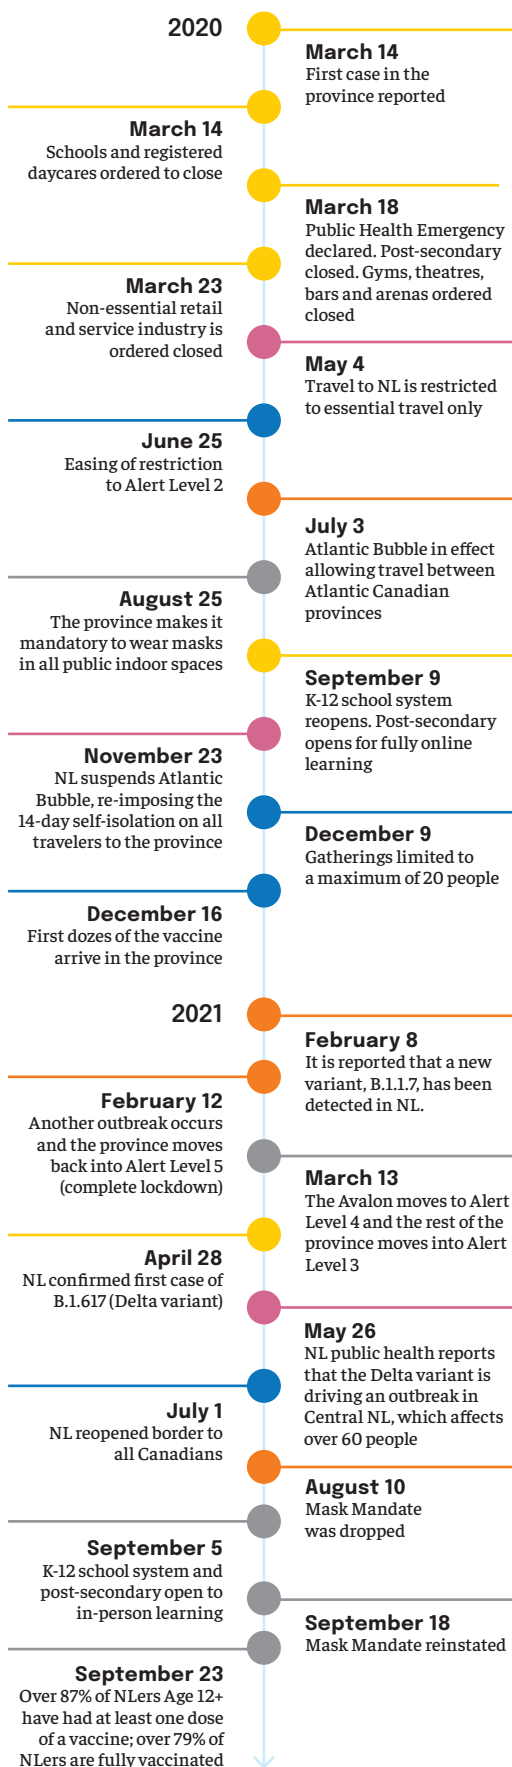 2020
March 14
First case in the
province reported
March 14
Schools and registered
daycares ordered to close
March 18
Public Health Emergency
declared. Post-secondary
closed. Gyms, theatres,
bars and arenas ordered
closed
March 23
Non-essential retail
and service industry is
ordered closed
May 4
Travel to NL is restricted
to essential travel only
June 25
Easing of restriction
to Alert Level 2
July 3
Atlantic Bubble in effect
allowing travel between
Atlantic Canadian
provinces
August 25
The province makes it
mandatory to wear masks
in all public indoor spaces
September 9
K-12 school system
reopens. Post-secondary
opens for fully online
learning
November 23
NL suspends Atlantic
Bubble, re-imposing the
14-day self-isolation on all
travelers to the province
December 9
Gatherings limited to
a maximum of 20 people
December 16
First dozes of the vaccine
arrive in the province
2021
February 8
It is reported that a new
variant, B.1.1.7, has been
detected in NL.
February 12
Another outbreak occurs
and the province moves
back into Alert Level 5
(complete lockdown)
March 13
The Avalon moves to Alert
Level 4 and the rest of the
province moves into Alert
Level 3
April 28
NL confirmed first case of
B.1.617 (Delta variant)
May 26
NL public health reports
that the Delta variant is
driving an outbreak in
Central NL, which affects
over 60 people
July 1
NL reopened border to
all Canadians
August 10
Mask Mandate
was dropped
September 5
K-12 school system and
post-secondary open to
in-person learning
September 18
Mask Mandate reinstated
September 23
Over 87% of NLers Age 12+
have had at least one dose
of a vaccine; over 79% of
NLers are fully vaccinated